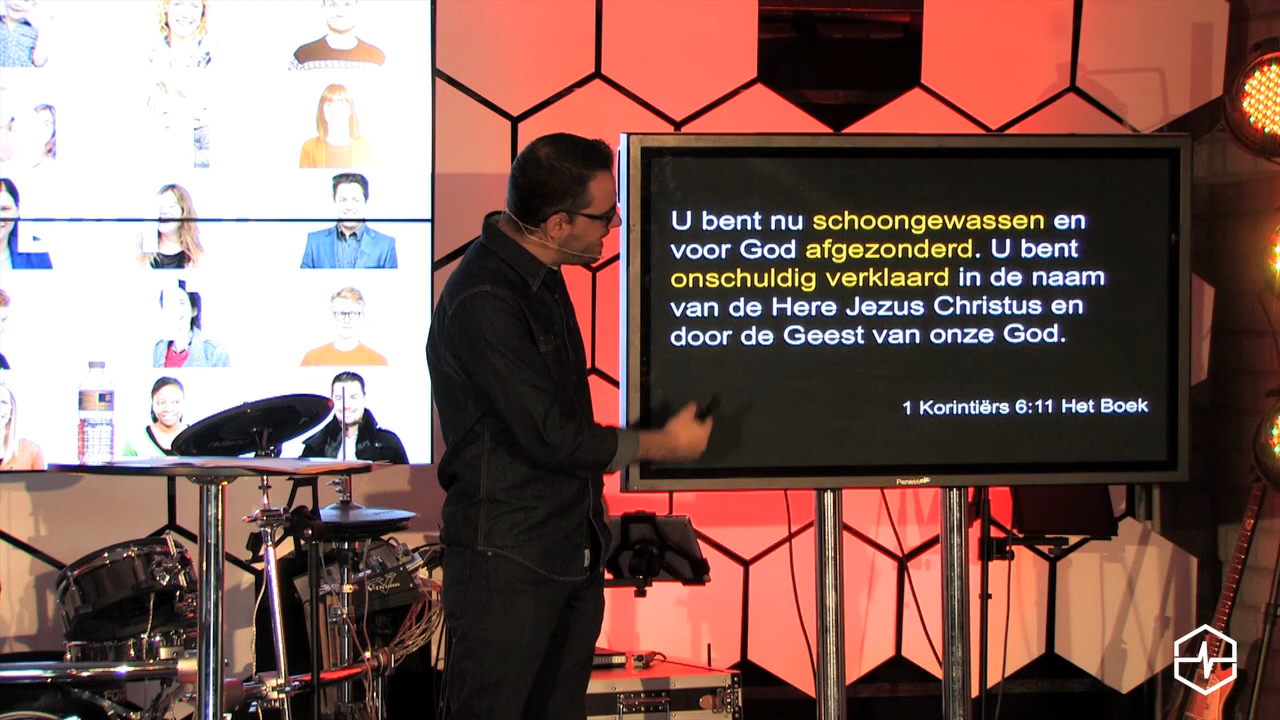 U bent nu schoongewassen en
voor God afgezonderd. U bent
onschuldig verklaard in de naam
van de Here Jezus Christus en
door de Geest van onze God.
1 Korintiërs 6:11 Het Boek
Panasonic